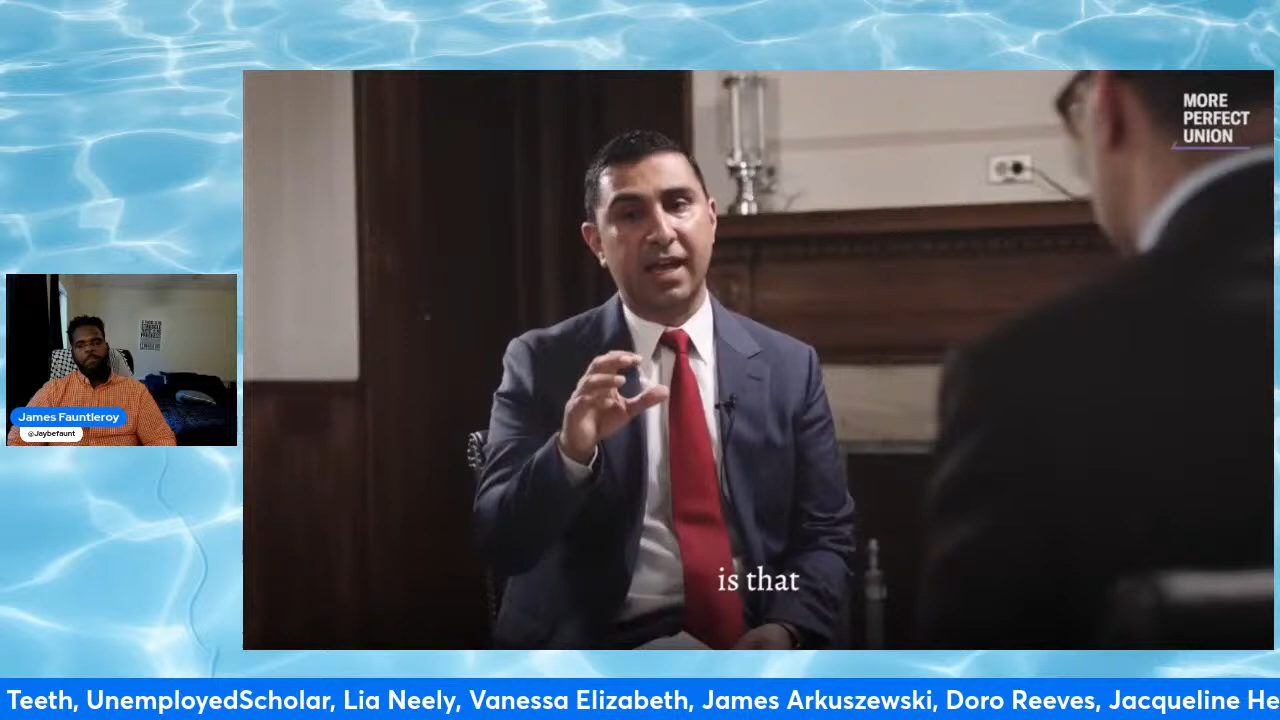 MORE
PERFECT
UNION
James Fauntleroy
@Jaybefaunt
is that
Teeth, UnemployedScholar, Lia Neely, Vanessa Elizabeth, James Arkuszewski, Doro Reeves, Jacqueline He